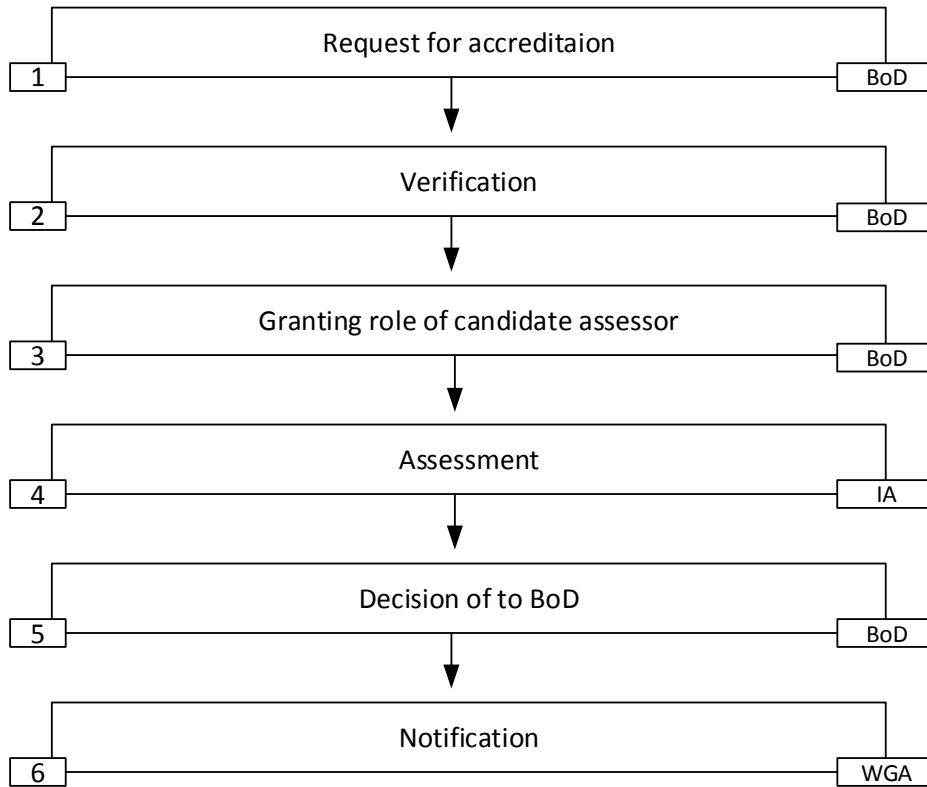 Request for accreditaion
1
BoD
Verification
2
BoD
Granting role of candidate assessor
3
BoD
Assessment
4
IA
Decision of to BoD
5
BoD
Notification
6
WGA